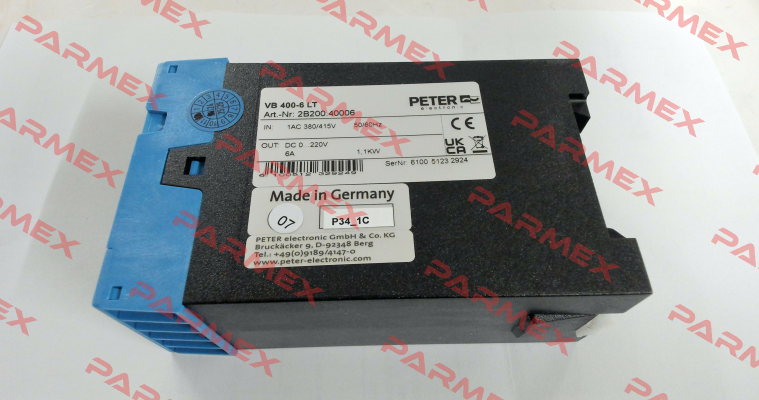 VB 400-6 LT
Art.-Nr: 2B200 40006
PETER
electronic
IN: 1AC 380/415V 50/60Hz
OUT: DC 0...220V
6A 1,1KW
CE
UK
CA
SerNr: 6100 5123 2924
Made in Germany
P34_1C
PETER electronic GmbH & Co. KG
Bruckäcker 9, D-92348 Berg
Tel.: +49(0)9189/4147-0
www.peter-electronic.com
PARMEX